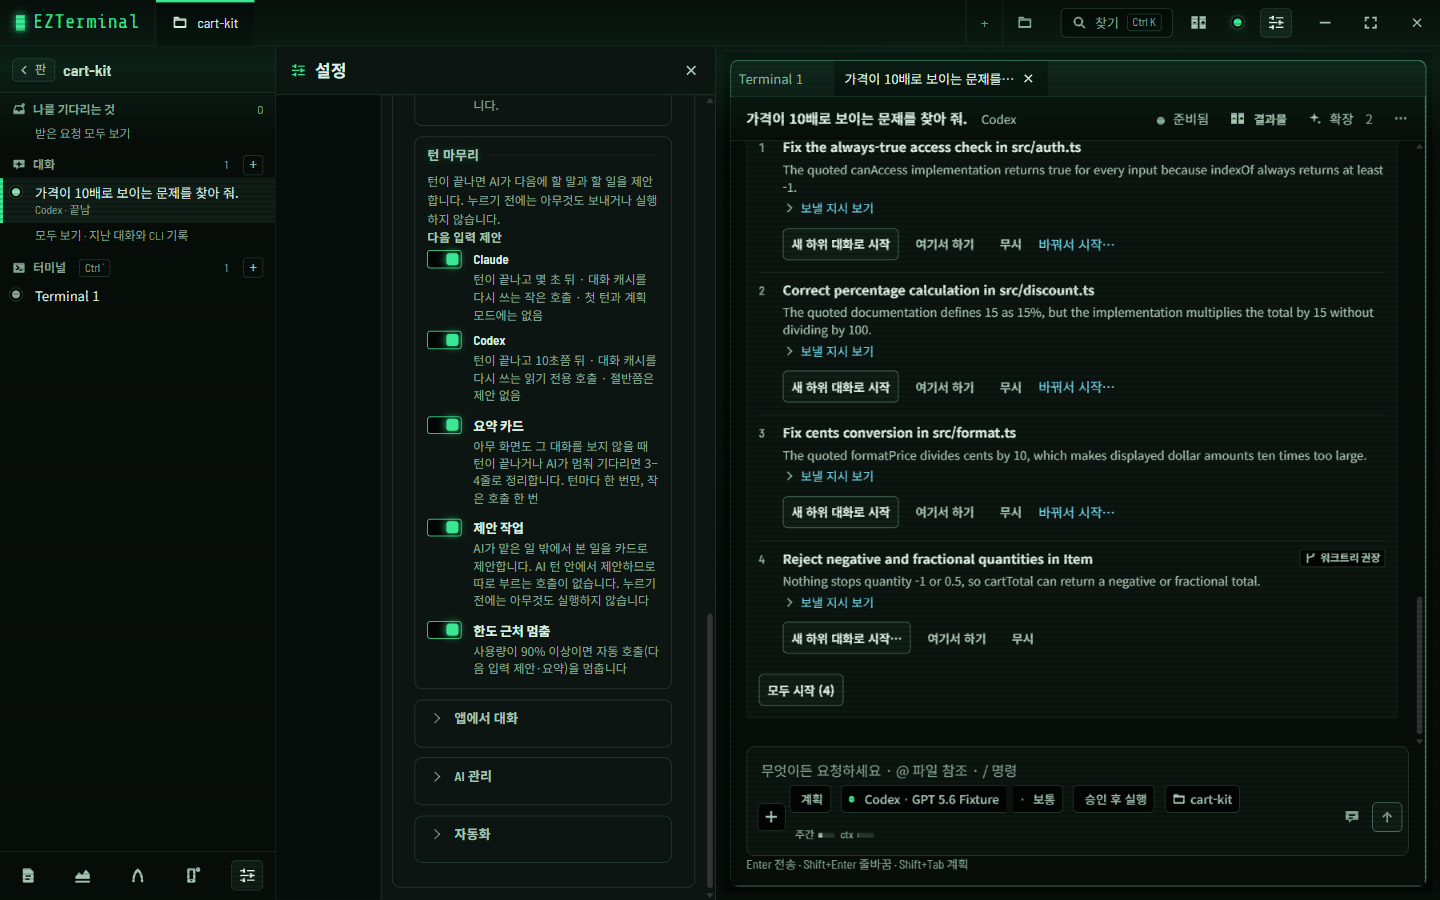 EZTerminal
cart-kit
+
찾기 Ctrl K
판 cart-kit
나를 기다리는 것 0
받은 요청 모두 보기
대화 1 +
가격이 10배로 보이는 문제를 찾아 줘.
Codex · 끝남
모두 보기 · 지난 대화와 CLI 기록
터미널 Ctrl` 1 +
Terminal 1
설정
니다.
턴 마무리
턴이 끝나면 AI가 다음에 할 말과 할 일을 제안
합니다. 누르기 전에는 아무것도 보내거나 실행
하지 않습니다.
다음 입력 제안
Claude
턴이 끝나고 몇 초 뒤 · 대화 캐시를
다시 쓰는 작은 호출 · 첫 턴과 계획
모드에는 없음
Codex
턴이 끝나고 10초쯤 뒤 · 대화 캐시를
다시 쓰는 읽기 전용 호출 · 절반쯤은
제안 없음
요약 카드
아무 화면도 그 대화를 보지 않을 때
턴이 끝나거나 AI가 멈춰 기다리면 3–
4줄로 정리합니다. 턴마다 한 번만, 작
은 호출 한 번
제안 작업
AI가 맡은 일 밖에서 본 일을 카드로
제안합니다. AI 턴 안에서 제안하므로
따로 부르는 호출이 없습니다. 누르기
전에는 아무것도 실행하지 않습니다
한도 근처 멈춤
사용량이 90% 이상이면 자동 호출(다
음 입력 제안·요약)을 멈춥니다
앱에서 대화
AI 관리
자동화
Terminal 1
가격이 10배로 보이는 문제를⋯
가격이 10배로 보이는 문제를 찾아 줘. Codex
준비됨 결과물 확장 2
1 Fix the always-true access check in src/auth.ts
The quoted canAccess implementation returns true for every input because indexOf always returns at least
-1.
보낼 지시 보기
새 하위 대화로 시작 여기서 하기 무시 바꿔서 시작⋯
2 Correct percentage calculation in src/discount.ts
The quoted documentation defines 15 as 15%, but the implementation multiplies the total by 15 without
dividing by 100.
보낼 지시 보기
새 하위 대화로 시작 여기서 하기 무시 바꿔서 시작⋯
3 Fix cents conversion in src/format.ts
The quoted formatPrice divides cents by 10, which makes displayed dollar amounts ten times too large.
보낼 지시 보기
새 하위 대화로 시작 여기서 하기 무시 바꿔서 시작⋯
4 Reject negative and fractional quantities in Item 워크트리 권장
Nothing stops quantity -1 or 0.5, so cartTotal can return a negative or fractional total.
보낼 지시 보기
새 하위 대화로 시작⋯ 여기서 하기 무시
모두 시작 (4)
무엇이든 요청하세요 · @ 파일 참조 · / 명령
계획 Codex · GPT 5.6 Fixture · 보통 승인 후 실행 cart-kit
주간 ctx
Enter 전송 · Shift+Enter 줄바꿈 · Shift+Tab 계획